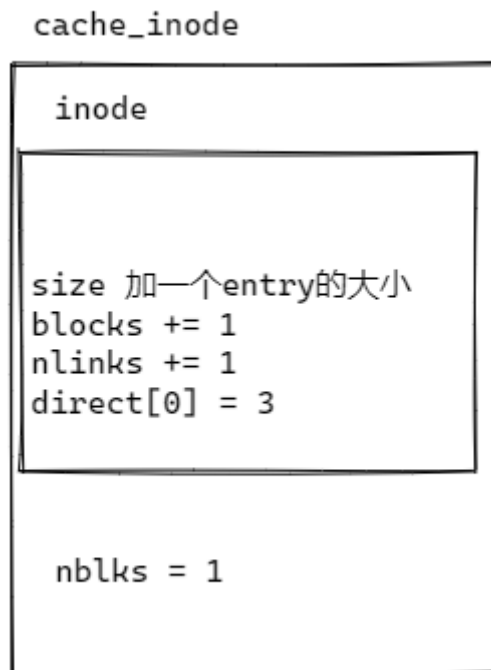 cache_inode
inode
size 加一个entry的大小
blocks += 1
nlinks += 1
direct[0] = 3
nblks = 1